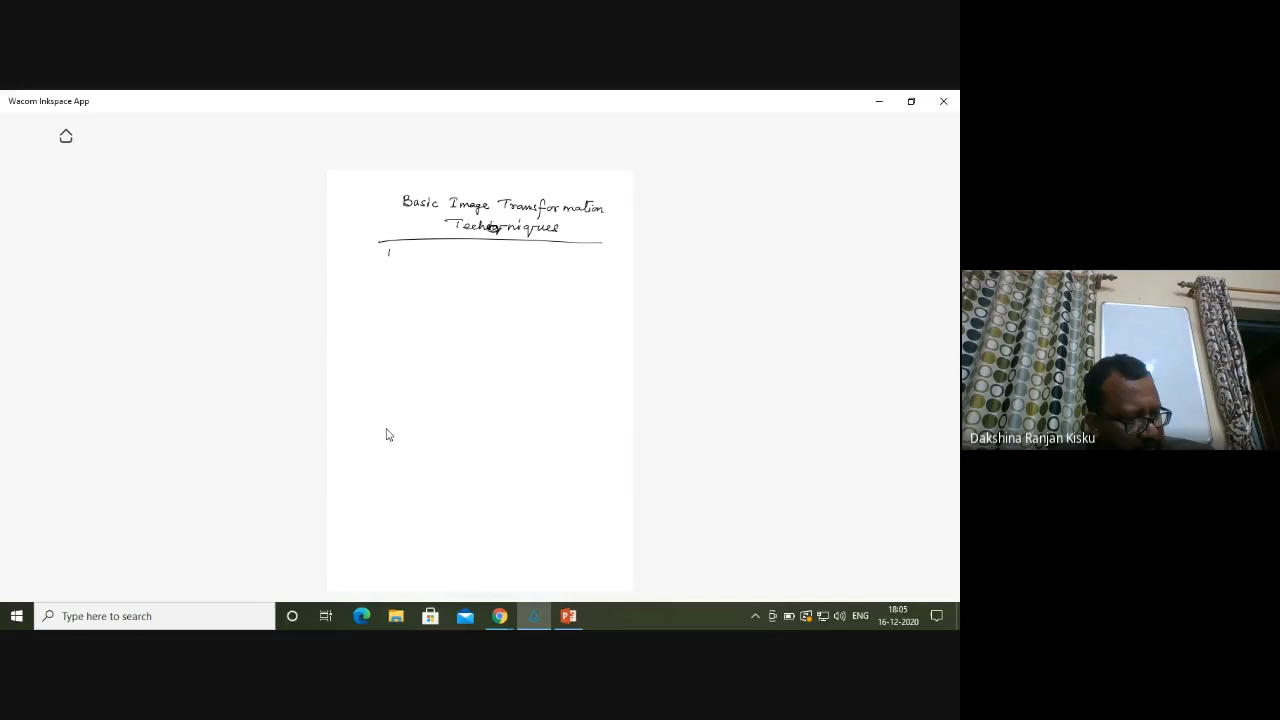 Wacom Inkspace App
Basic Image Transformation
Techniques
Dakshina Ranjan Kisku
Type here to search
ENG
18:05
16-12-2020